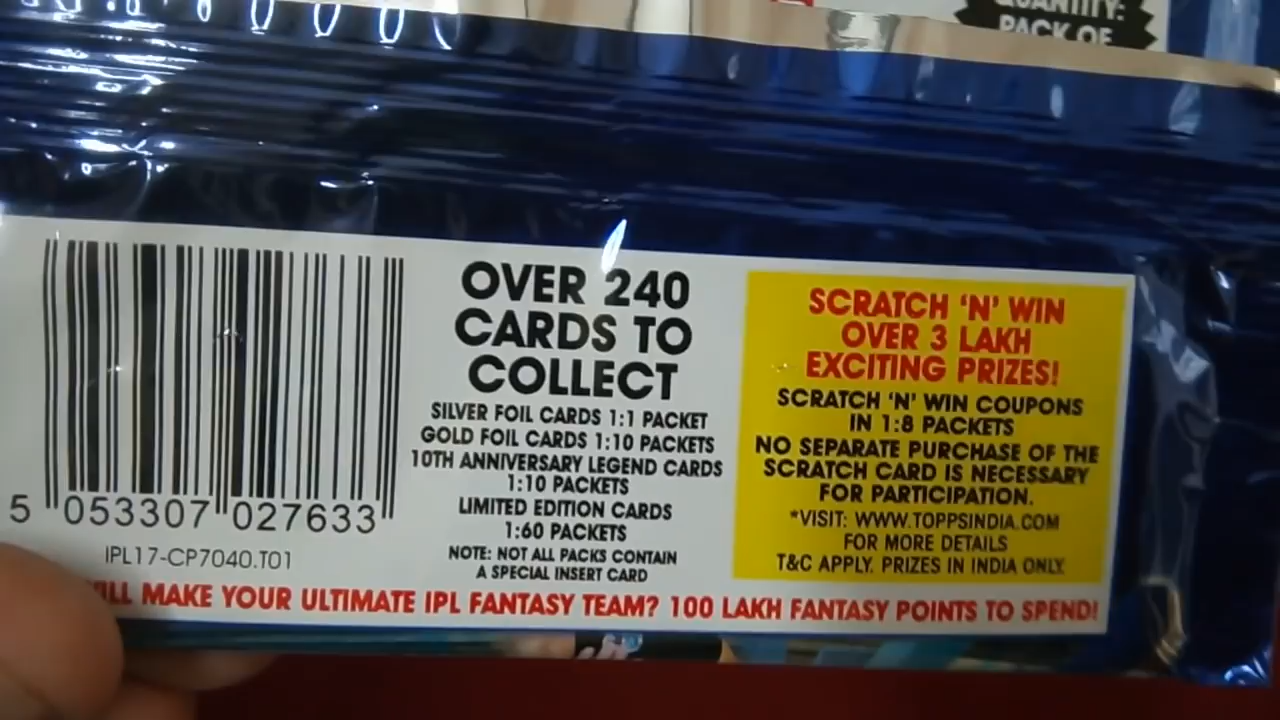 QUANTITY:
PACK OF
OVER 240
CARDS TO
COLLECT
SILVER FOIL CARDS 1:1 PACKET
GOLD FOIL CARDS 1:10 PACKETS
10TH ANNIVERSARY LEGEND CARDS
1:10 PACKETS
LIMITED EDITION CARDS
1:60 PACKETS
NOTE: NOT ALL PACKS CONTAIN
A SPECIAL INSERT CARD
SCRATCH 'N' WIN
OVER 3 LAKH
EXCITING PRIZES!
SCRATCH 'N' WIN COUPONS
IN 1:8 PACKETS
NO SEPARATE PURCHASE OF THE
SCRATCH CARD IS NECESSARY
FOR PARTICIPATION.
*VISIT: WWW.TOPPSINDIA.COM
FOR MORE DETAILS
T&C APPLY. PRIZES IN INDIA ONLY.
5 053307 027633
IPL17-CP7040.T01
MAKE YOUR ULTIMATE IPL FANTASY TEAM? 100 LAKH FANTASY POINTS TO SPEND!